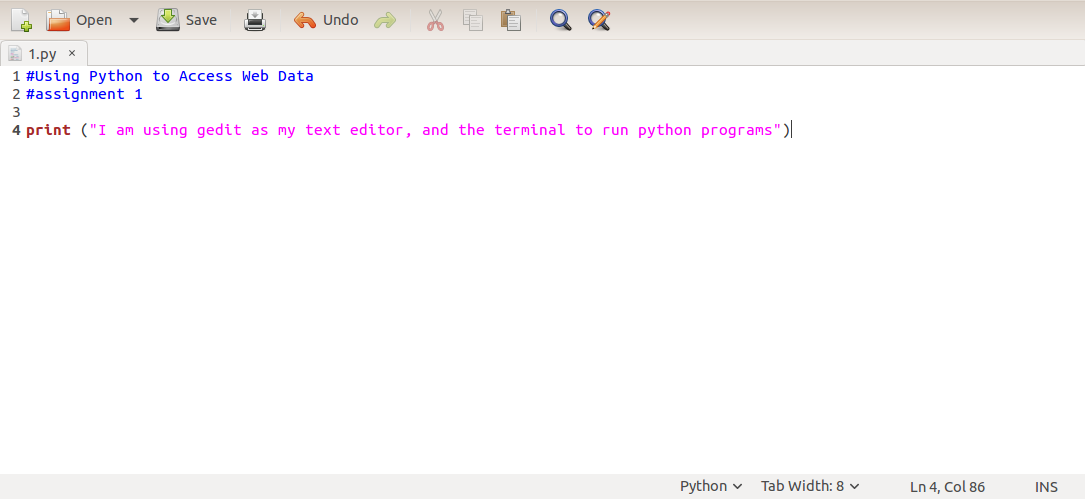 Open Save Undo
1.py ×
1 #Using Python to Access Web Data
2 #assignment 1
3
4 print ("I am using gedit as my text editor, and the terminal to run python programs")
Python Tab Width: 8 Ln 4, Col 86 INS